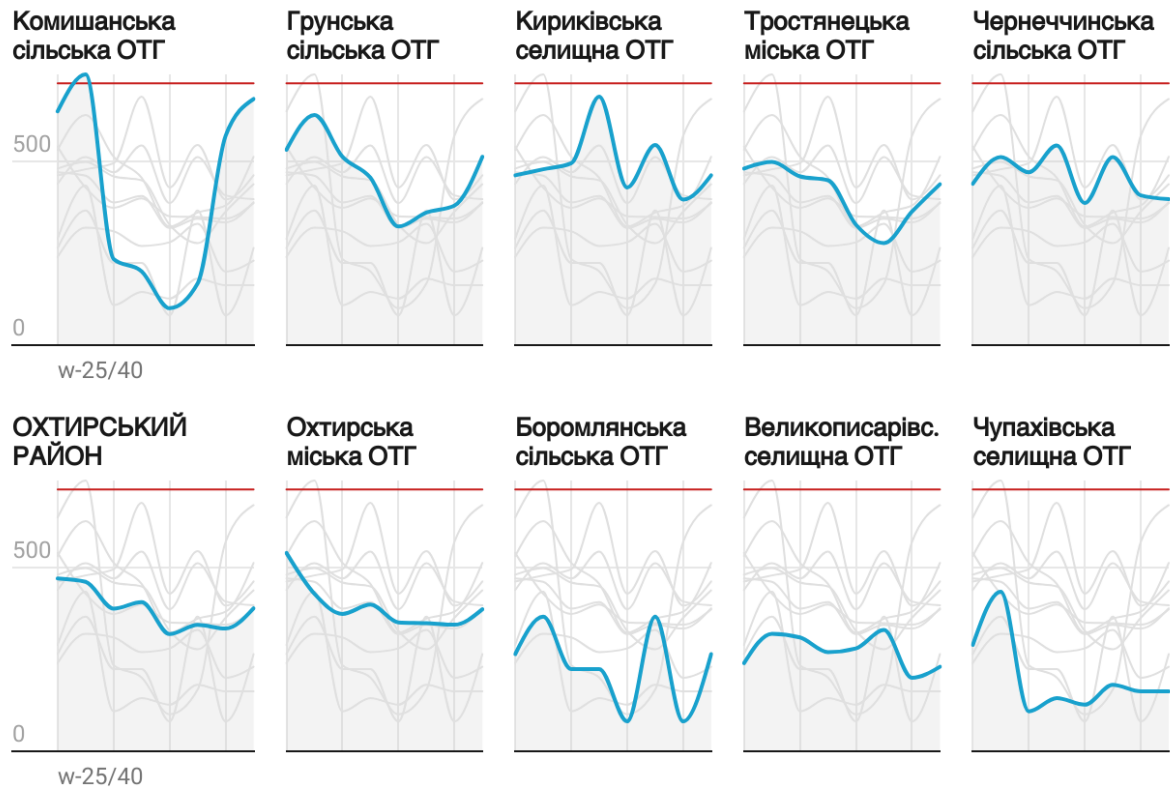 Комишанська
сільська ОТГ
Грунська
сільська ОТГ
Кириківська
селищна ОТГ
Тростянецька
міська ОТГ
Чернеччинська
сільська ОТГ
500
0
w-25/40
ОХТИРСЬКИЙ
РАЙОН
Охтирська
міська ОТГ
Боромлянська
сільська ОТГ
Великописарівс.
селищна ОТГ
Чупахівська
селищна ОТГ
500
0
w-25/40